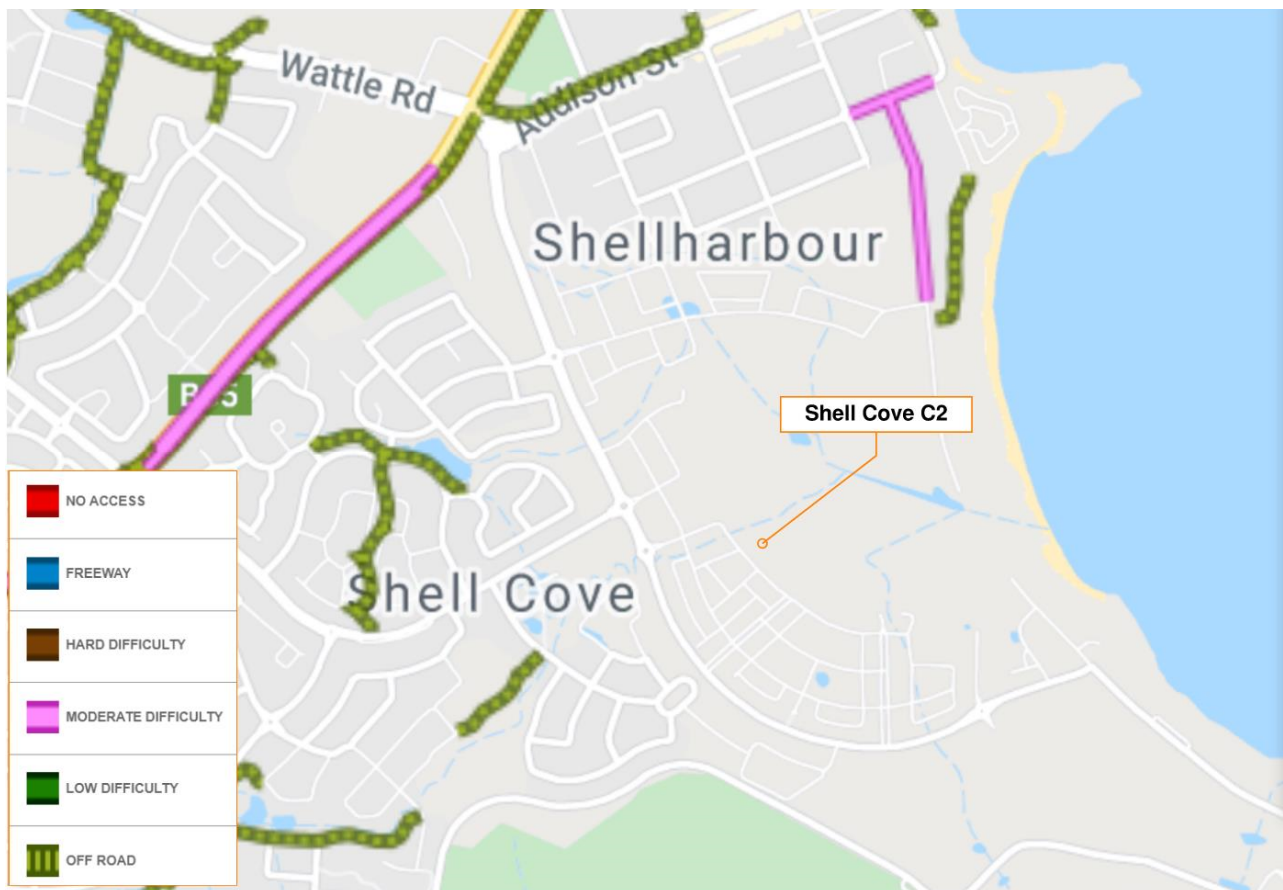 Wattle Rd
Addison St
Shellharbour
Shell Cove C2
Shell Cove
NO ACCESS
FREEWAY
HARD DIFFICULTY
MODERATE DIFFICULTY
LOW DIFFICULTY
OFF ROAD